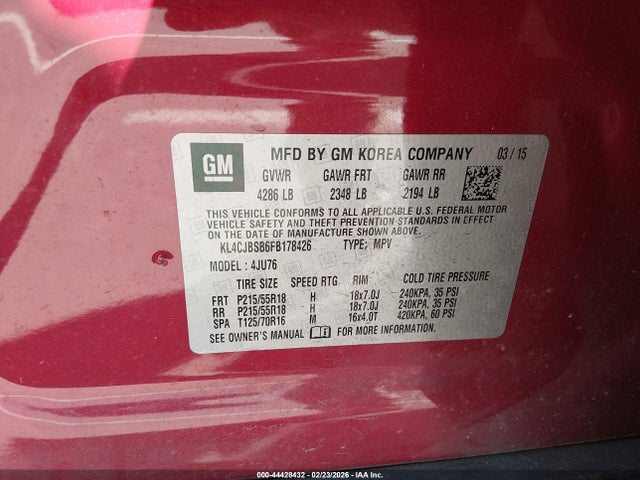 GM
MFD BY GM KOREA COMPANY 03 / 15
GVWR GAWR FRT GAWR RR
4286 LB 2348 LB 2194 LB
THIS VEHICLE CONFORMS TO ALL APPLICABLE U.S. FEDERAL MOTOR
VEHICLE SAFETY AND THEFT PREVENTION STANDARDS IN EFFECT ON
THE DATE OF MANUFACTURE SHOWN ABOVE.
KL4CJBSB6FB178426 TYPE: MPV
MODEL : 4JU76
TIRE SIZE SPEED RTG RIM COLD TIRE PRESSURE
FRT P215/55R18 H 18x7.0J 240KPA, 35 PSI
RR P215/55R18 H 18x7.0J 240KPA, 35 PSI
SPA T125/70R16 M 16x4.0T 420KPA, 60 PSI
SEE OWNER'S MANUAL FOR MORE INFORMATION.
000-44428432 - 02/23/2026 - IAA Inc.